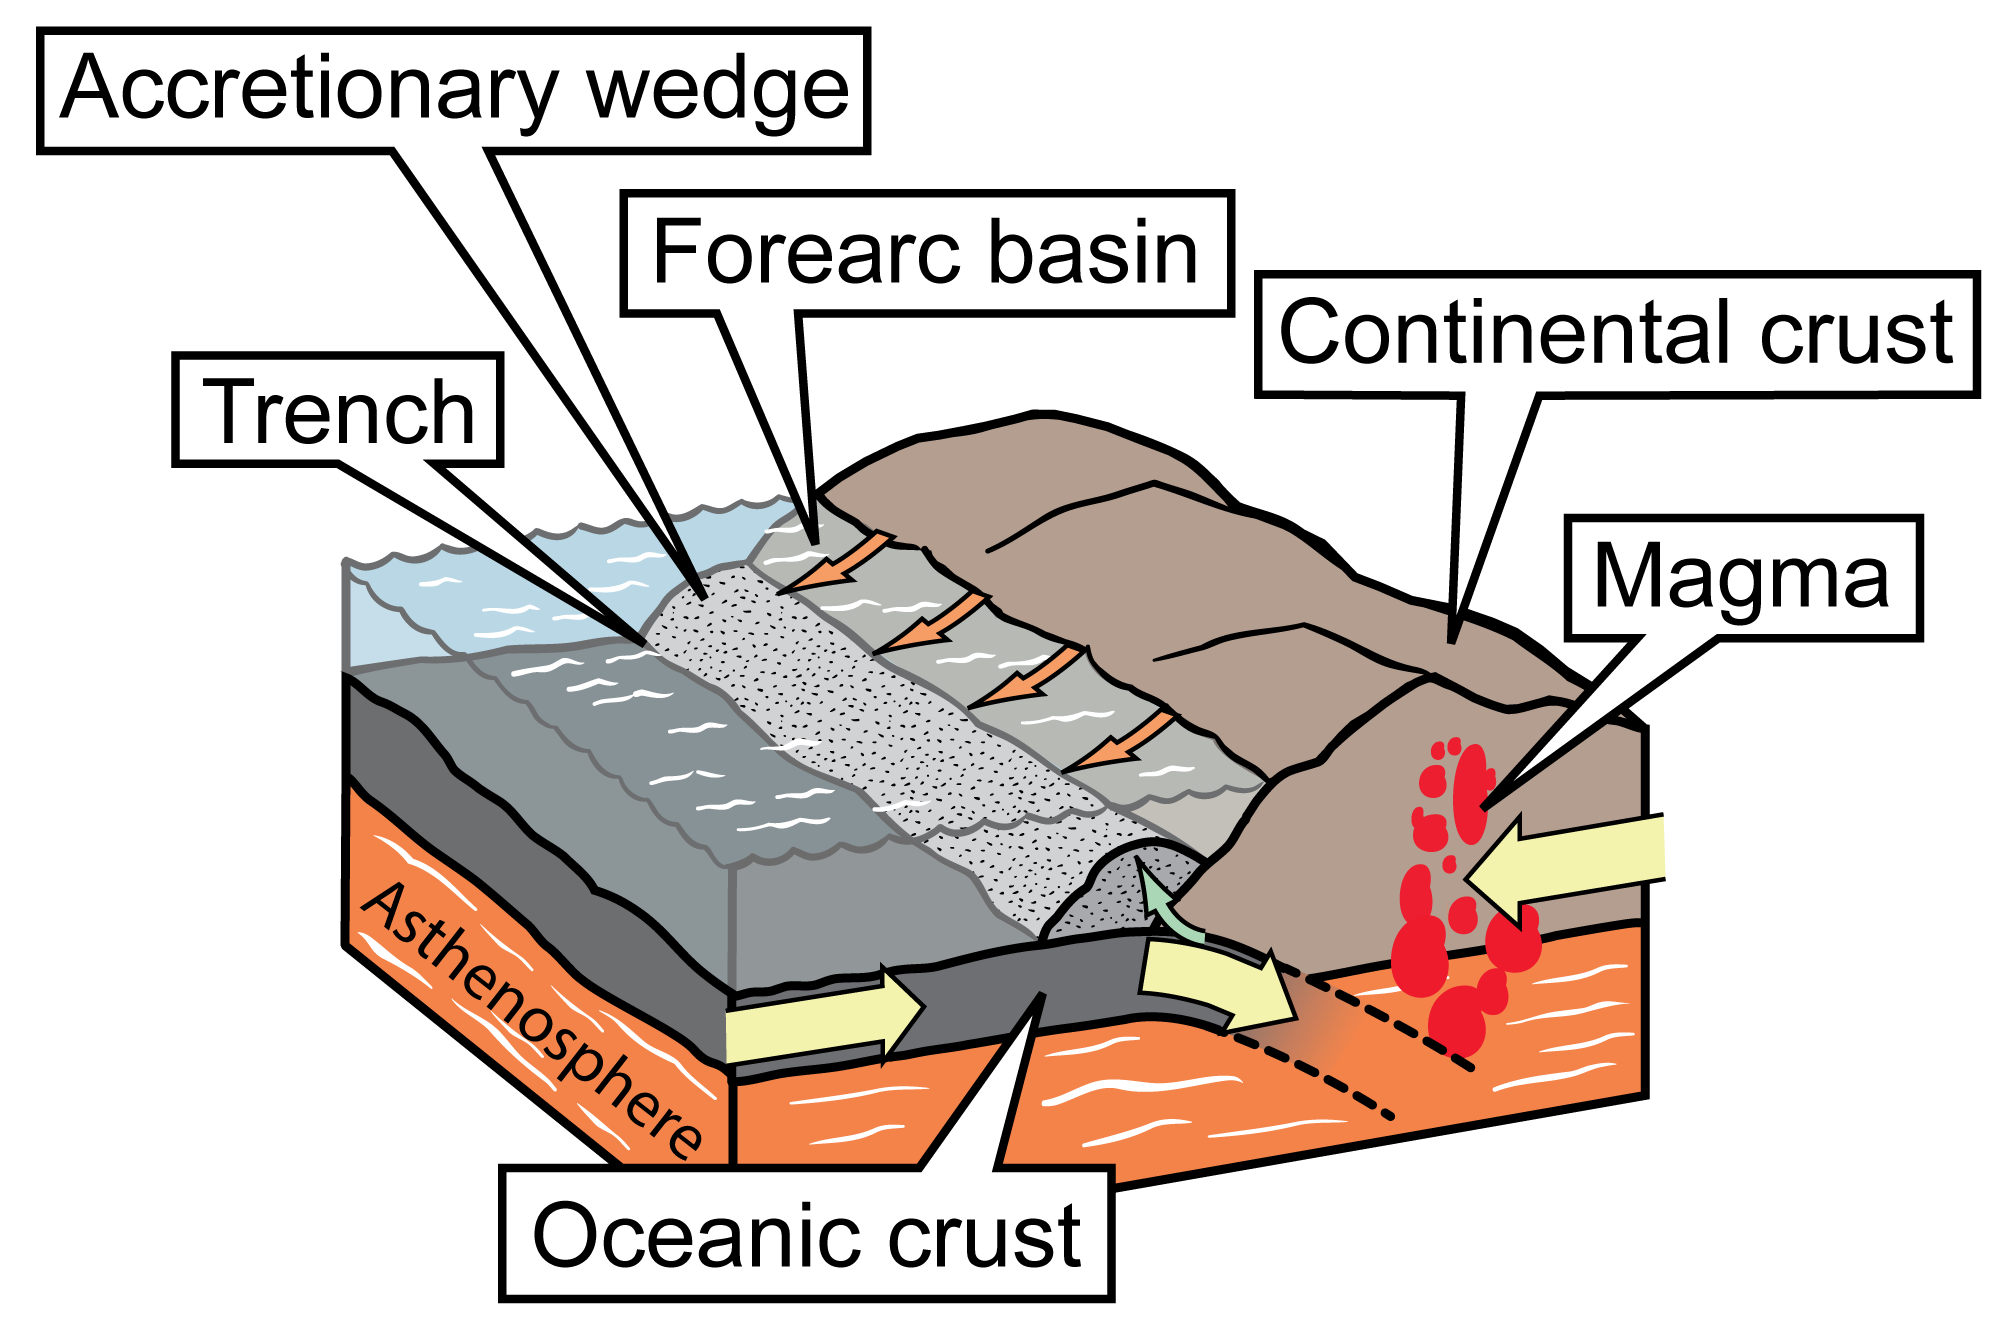 Accretionary wedge
Forearc basin
Continental crust
Trench
Magma
Asthenosphere
Oceanic crust